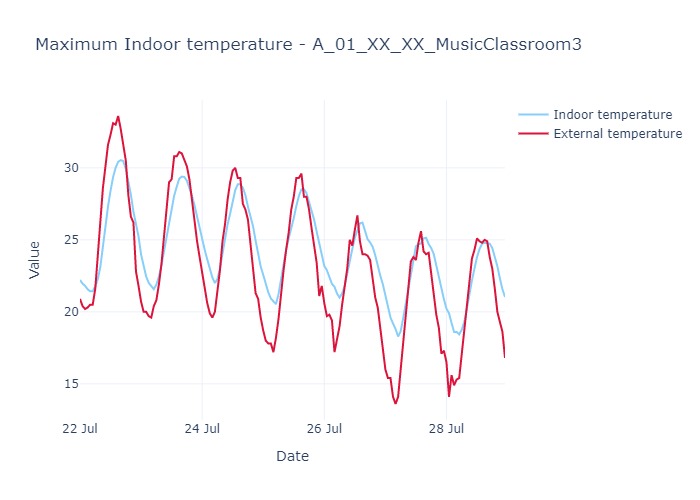 Maximum Indoor temperature - A_01_XX_XX_MusicClassroom3
Indoor temperature
External temperature
Value
30
25
20
15
22 Jul 24 Jul 26 Jul 28 Jul
Date